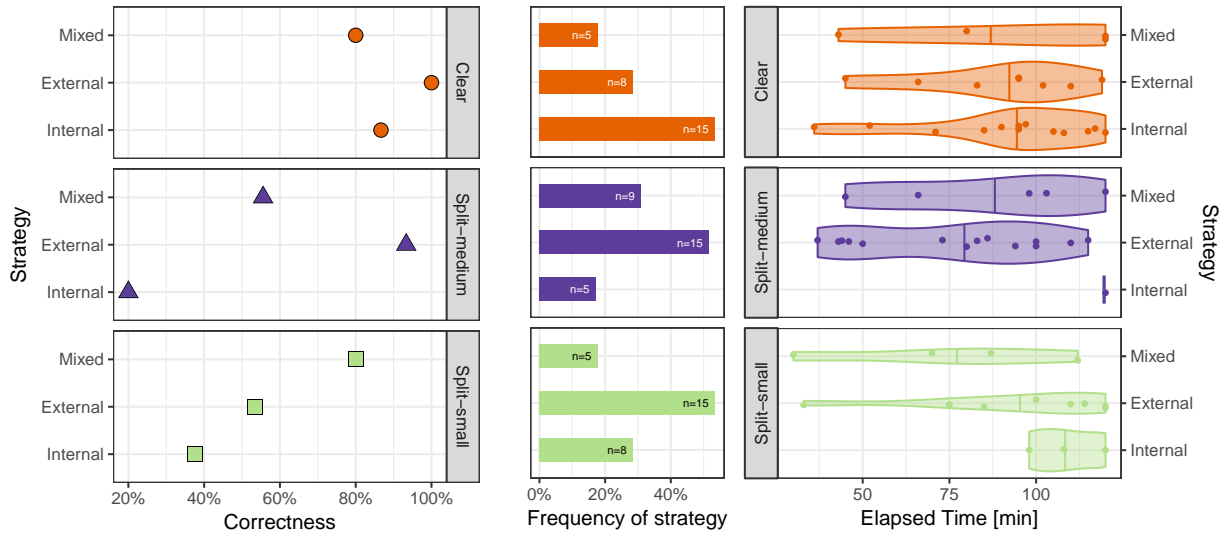 Strategy
Mixed
External
Internal
Clear
Mixed
External
Internal
Split−medium
Mixed
External
Internal
Split−small
20%
40%
60%
80%
100%
Correctness
n=5
n=8
n=15
n=9
n=15
n=5
n=5
n=15
n=8
0%
20%
40%
Frequency of strategy
Clear
Mixed
External
Internal
Split−medium
Mixed
External
Internal
Split−small
Mixed
External
Internal
50
75
100
Elapsed Time [min]
Strategy